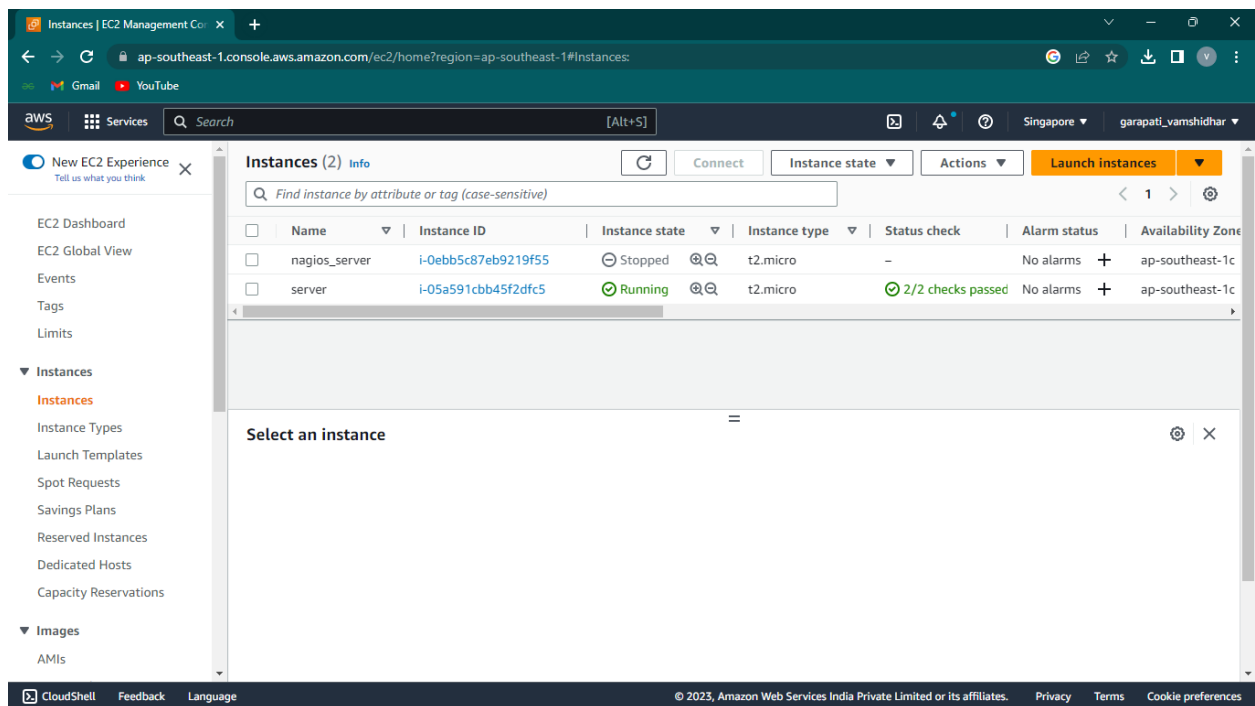 Instances | EC2 Management Cor
ap-southeast-1.console.aws.amazon.com/ec2/home?region=ap-southeast-1#Instances:
Gmail YouTube
aws Services Search [Alt+S] Singapore garapati_vamshidhar
New EC2 Experience
Tell us what you think
EC2 Dashboard
EC2 Global View
Events
Tags
Limits
Instances
Instances
Instance Types
Launch Templates
Spot Requests
Savings Plans
Reserved Instances
Dedicated Hosts
Capacity Reservations
Images
AMIs
Instances (2) Info Connect Instance state Actions Launch instances
Find instance by attribute or tag (case-sensitive) 1
Name Instance ID Instance state Instance type Status check Alarm status Availability Zone
nagios_server i-0ebb5c87eb9219f55 Stopped t2.micro – No alarms + ap-southeast-1c
server i-05a591cbb45f2dfc5 Running t2.micro 2/2 checks passed No alarms + ap-southeast-1c
Select an instance
CloudShell Feedback Language © 2023, Amazon Web Services India Private Limited or its affiliates. Privacy Terms Cookie preferences